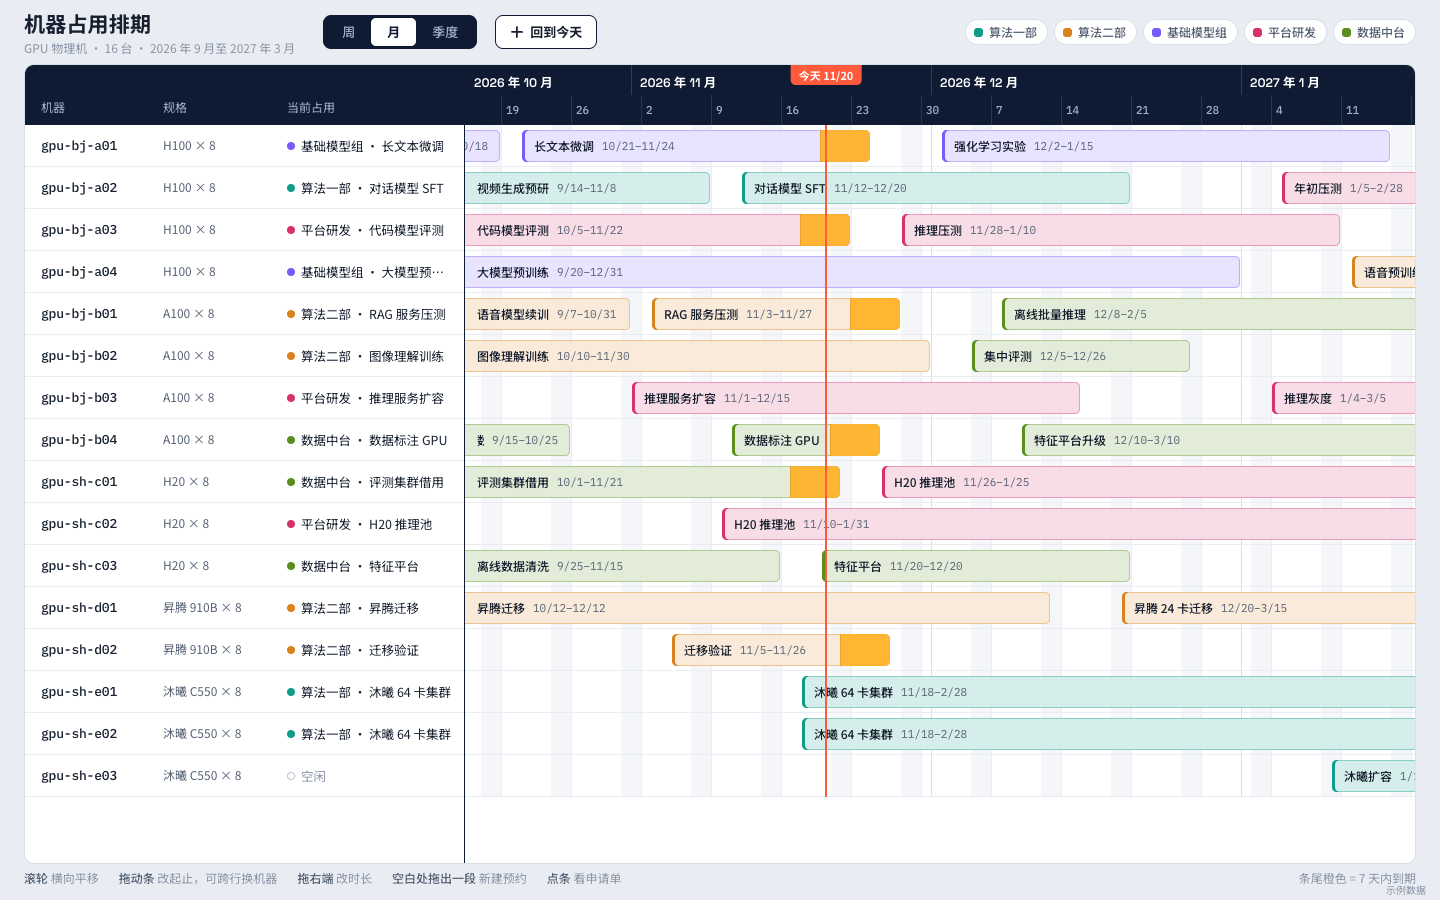 机器占用排期
GPU 物理机 · 16 台 · 2026 年 9 月至 2027 年 3 月
周 月 季度
+ 回到今天
算法一部 算法二部 基础模型组 平台研发 数据中台
2026 年 10 月 2026 年 11 月 今天 11/20 2026 年 12 月 2027 年 1 月
机器 规格 当前占用 19 26 2 9 16 23 30 7 14 21 28 4 11
gpu-bj-a01 H100 × 8 基础模型组 · 长文本微调 0/18 长文本微调 10/21–11/24 强化学习实验 12/2–1/15
gpu-bj-a02 H100 × 8 算法一部 · 对话模型 SFT 视频生成预研 9/14–11/8 对话模型 SFT 11/12–12/20 年初压测 1/5–2/28
gpu-bj-a03 H100 × 8 平台研发 · 代码模型评测 代码模型评测 10/5–11/22 推理压测 11/28–1/10
gpu-bj-a04 H100 × 8 基础模型组 · 大模型预… 大模型预训练 9/20–12/31 语音预训
gpu-bj-b01 A100 × 8 算法二部 · RAG 服务压测 语音模型续训 9/7–10/31 RAG 服务压测 11/3–11/27 离线批量推理 12/8–2/5
gpu-bj-b02 A100 × 8 算法二部 · 图像理解训练 图像理解训练 10/10–11/30 集中评测 12/5–12/26
gpu-bj-b03 A100 × 8 平台研发 · 推理服务扩容 推理服务扩容 11/1–12/15 推理灰度 1/4–3/5
gpu-bj-b04 A100 × 8 数据中台 · 数据标注 GPU 9/15–10/25 数据标注 GPU 特征平台升级 12/10–3/10
gpu-sh-c01 H20 × 8 数据中台 · 评测集群借用 评测集群借用 10/1–11/21 H20 推理池 11/26–1/25
gpu-sh-c02 H20 × 8 平台研发 · H20 推理池 H20 推理池 11/10–1/31
gpu-sh-c03 H20 × 8 数据中台 · 特征平台 离线数据清洗 9/25–11/15 特征平台 11/20–12/20
gpu-sh-d01 昇腾 910B × 8 算法二部 · 昇腾迁移 昇腾迁移 10/12–12/12 昇腾 24 卡迁移 12/20–3/15
gpu-sh-d02 昇腾 910B × 8 算法二部 · 迁移验证 迁移验证 11/5–11/26
gpu-sh-e01 沐曦 C550 × 8 算法一部 · 沐曦 64 卡集群 沐曦 64 卡集群 11/18–2/28
gpu-sh-e02 沐曦 C550 × 8 算法一部 · 沐曦 64 卡集群 沐曦 64 卡集群 11/18–2/28
gpu-sh-e03 沐曦 C550 × 8 空闲 沐曦扩容 1/
滚轮 横向平移 拖动条 改起止，可跨行换机器 拖右端 改时长 空白处拖出一段 新建预约 点条 看申请单 条尾橙色 = 7 天内到期
示例数据